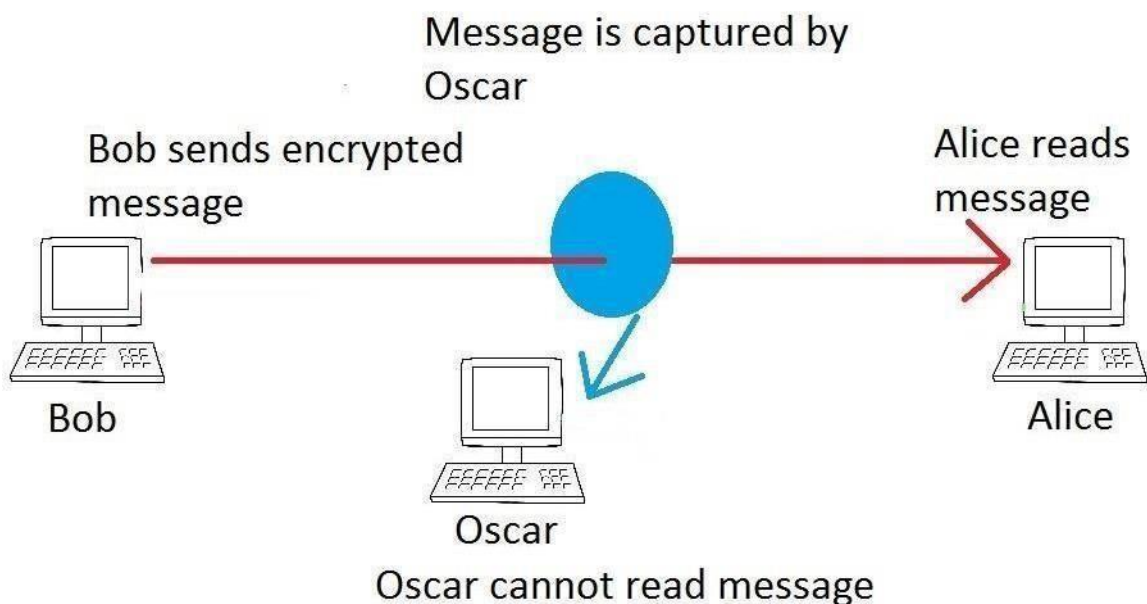 Message is captured by
Oscar
Bob sends encrypted
message
Alice reads
message
Bob
Alice
Oscar
Oscar cannot read message